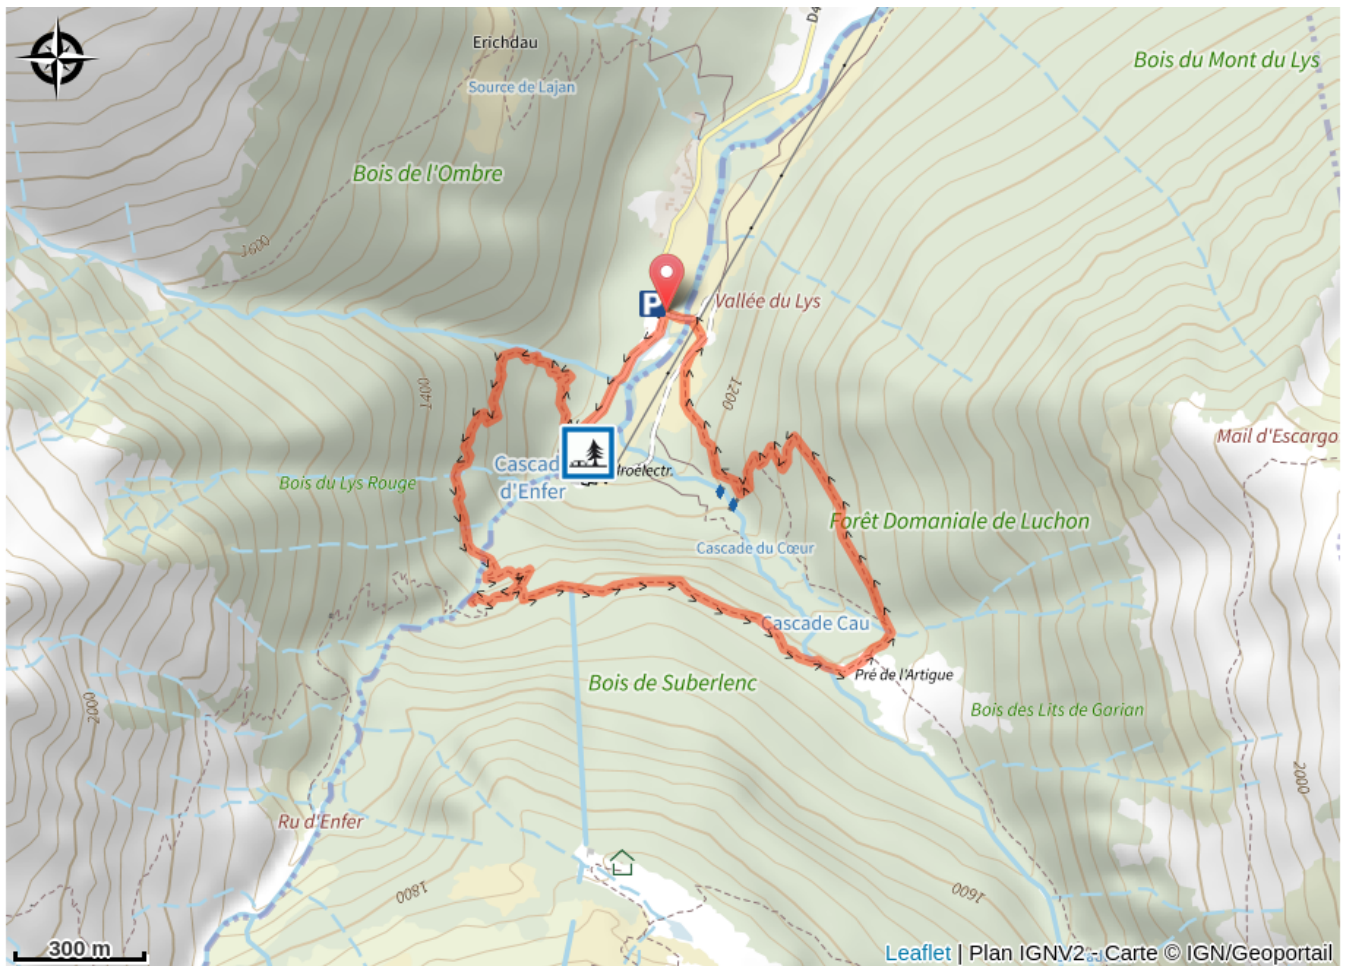 D4
Erichdau
Bois du Mont du Lys
Source de Lajan
Bois de l'Ombre
1600
P
Vallée du Lys
1400
1200
Mail d'Escargo
Cascad
d'Enfer
droélectr.
Bois du Lys Rouge
Forêt Domaniale de Luchon
Cascade du Cœur
Cascade Cau
Pré de l'Artigue
Bois de Suberlenc
2000
Bois des Lits de Garian
2000
Ru d'Enfer
1800
1600
300 m
Leaflet | Plan IGNV2 - Carte © IGN/Geoportail